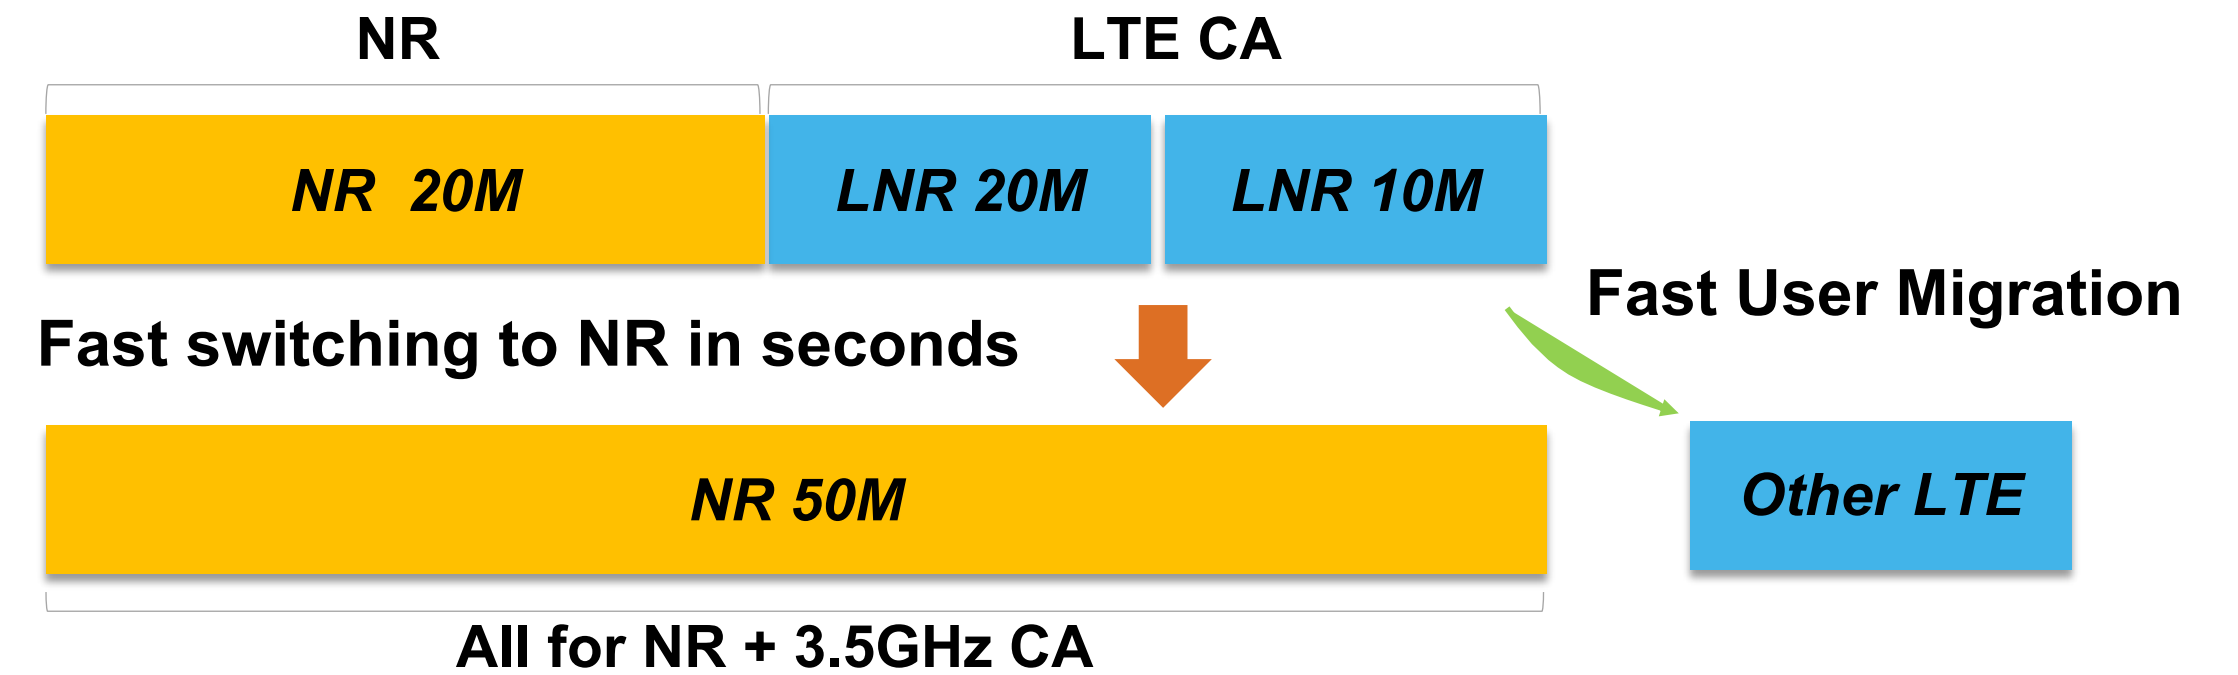 NR
LTE CA
NR 20M
LNR 20M
LNR 10M
Fast User Migration
Fast switching to NR in seconds
NR 50M
Other LTE
All for NR + 3.5GHz CA